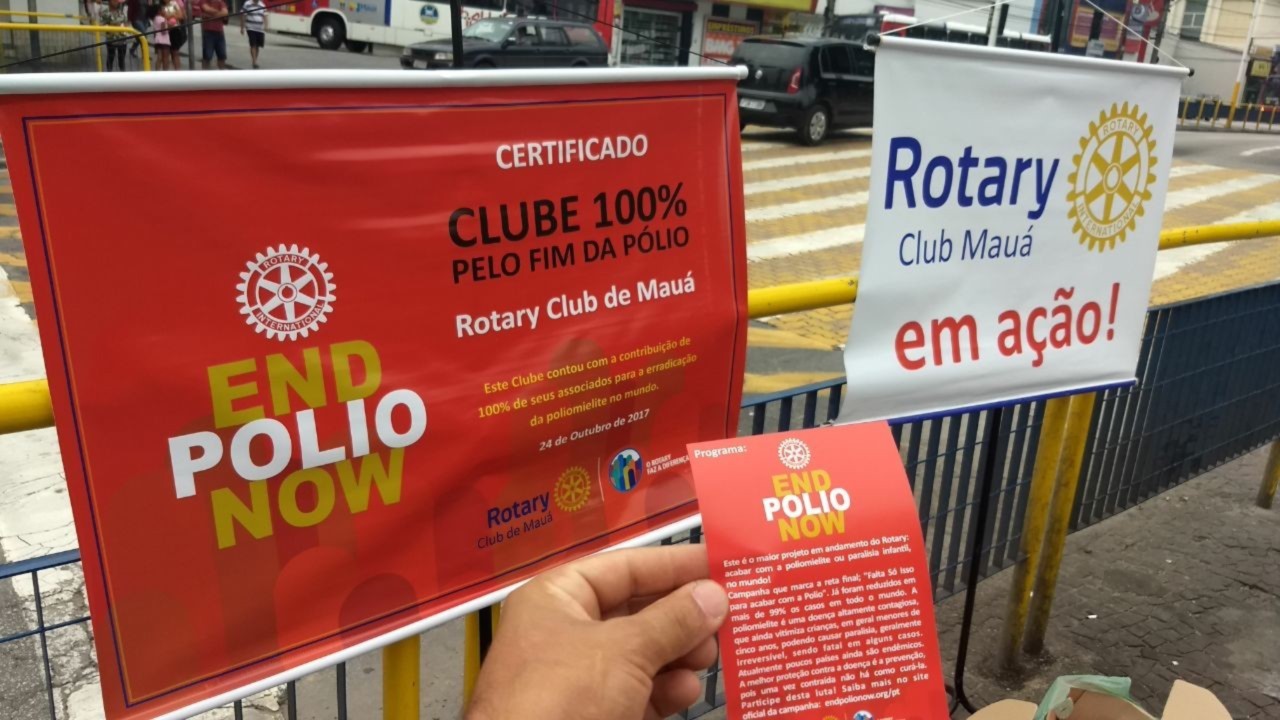 CERTIFICADO
CLUBE 100%
PELO FIM DA PÓLIO
Rotary Club de Mauá
Este Clube contou com a contribuição de
100% de seus associados para a erradicação
da poliomielite no mundo.
24 de Outubro de 2017
ROTARY
INTERNATIONAL
END
POLIO
NOW
Rotary
Club de Mauá
O ROTARY
FAZ A DIFERENÇA
Rotary
Club Mauá
ROTARY
INTERNATIONAL
em ação!
Programa:
END
POLIO
NOW
Este é o maior projeto em andamento do Rotary:
acabar com a poliomielite ou paralisia infantil,
no mundo!
Campanha que marca a reta final; "Falta Só Isso
para acabar com a Polio". Já foram reduzidos em
mais de 99% os casos em todo o mundo. A
poliomielite é uma doença altamente contagiosa,
que ainda vitimiza crianças, em geral menores de
cinco anos, podendo causar paralisia, geralmente
irreversível, sendo fatal em alguns casos.
Atualmente poucos países ainda são endêmicos.
A melhor proteção contra a doença é a prevenção,
pois uma vez contraída não há como curá-la.
Participe desta luta! Saiba mais no site
oficial da campanha: endpolionow.org/pt